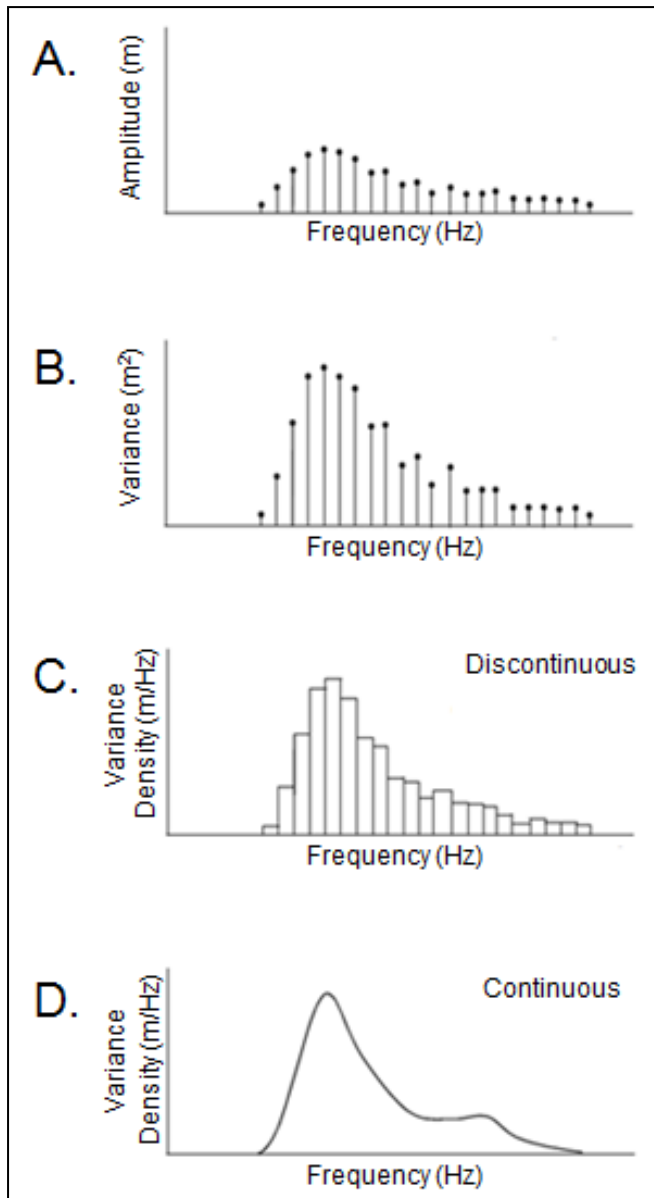 A.
Amplitude (m)
Frequency (Hz)
B.
Variance (m²)
Frequency (Hz)
C.
Variance
Density (m/Hz)
Discontinuous
Frequency (Hz)
D.
Variance
Density (m/Hz)
Continuous
Frequency (Hz)